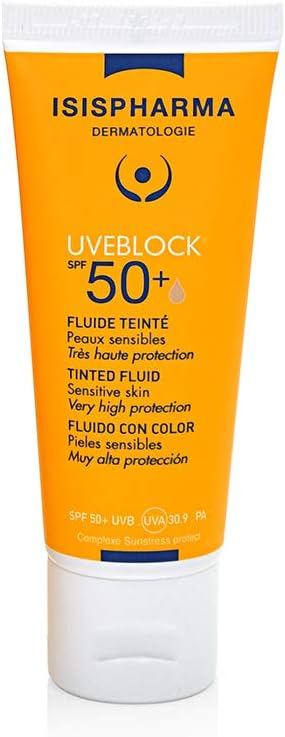 ISISPHARMA
DERMATOLOGIE
UVEBLOCK
SPF 50+
FLUIDE TEINTÉ
Peaux sensibles
Très haute protection
TINTED FLUID
Sensitive skin
Very high protection
FLUIDO CON COLOR
Pieles sensibles
Muy alta protección
SPF 50+ UVB . UVA 30.9 . PA
Complexe Sunstress protect